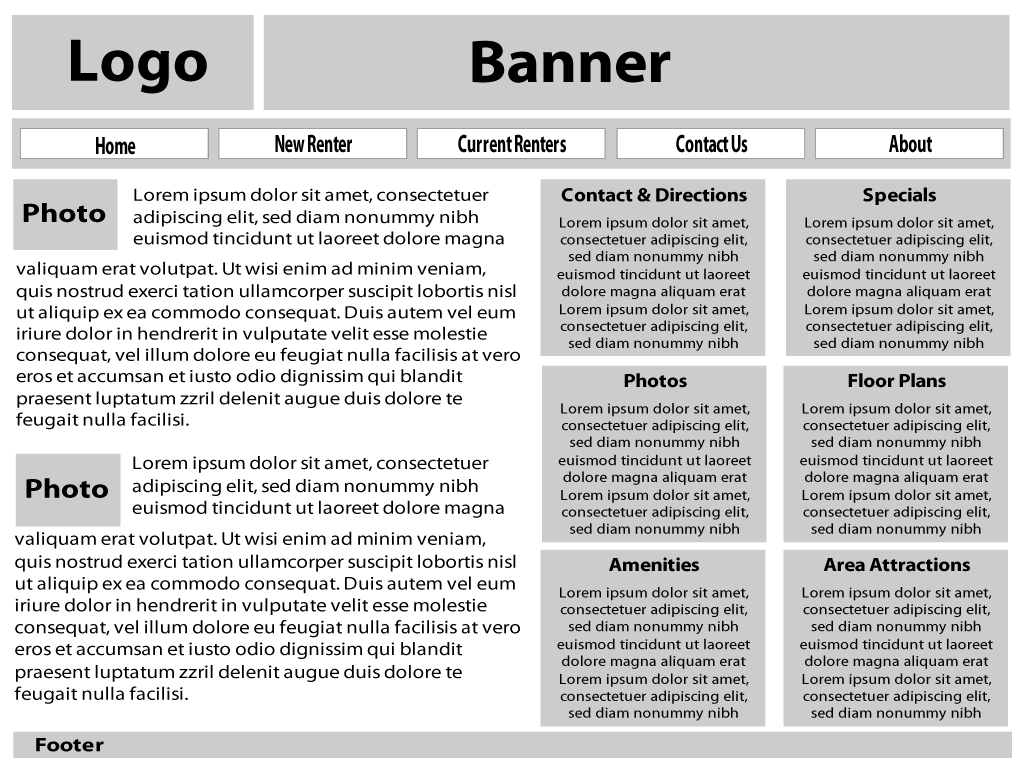 Logo
Banner
Home
New Renter
Current Renters
Contact Us
About
Photo
Lorem ipsum dolor sit amet, consectetuer
adipiscing elit, sed diam nonummy nibh
euismod tincidunt ut laoreet dolore magna
valiquam erat volutpat. Ut wisi enim ad minim veniam,
quis nostrud exerci tation ullamcorper suscipit lobortis nisl
ut aliquip ex ea commodo consequat. Duis autem vel eum
iriure dolor in hendrerit in vulputate velit esse molestie
consequat, vel illum dolore eu feugiat nulla facilisis at vero
eros et accumsan et iusto odio dignissim qui blandit
praesent luptatum zzril delenit augue duis dolore te
feugait nulla facilisi.
Photo
Lorem ipsum dolor sit amet, consectetuer
adipiscing elit, sed diam nonummy nibh
euismod tincidunt ut laoreet dolore magna
valiquam erat volutpat. Ut wisi enim ad minim veniam,
quis nostrud exerci tation ullamcorper suscipit lobortis nisl
ut aliquip ex ea commodo consequat. Duis autem vel eum
iriure dolor in hendrerit in vulputate velit esse molestie
consequat, vel illum dolore eu feugiat nulla facilisis at vero
eros et accumsan et iusto odio dignissim qui blandit
praesent luptatum zzril delenit augue duis dolore te
feugait nulla facilisi.
Contact & Directions
Lorem ipsum dolor sit amet,
consectetuer adipiscing elit,
sed diam nonummy nibh
euismod tincidunt ut laoreet
dolore magna aliquam erat
Lorem ipsum dolor sit amet,
consectetuer adipiscing elit,
sed diam nonummy nibh
Specials
Lorem ipsum dolor sit amet,
consectetuer adipiscing elit,
sed diam nonummy nibh
euismod tincidunt ut laoreet
dolore magna aliquam erat
Lorem ipsum dolor sit amet,
consectetuer adipiscing elit,
sed diam nonummy nibh
Photos
Lorem ipsum dolor sit amet,
consectetuer adipiscing elit,
sed diam nonummy nibh
euismod tincidunt ut laoreet
dolore magna aliquam erat
Lorem ipsum dolor sit amet,
consectetuer adipiscing elit,
sed diam nonummy nibh
Floor Plans
Lorem ipsum dolor sit amet,
consectetuer adipiscing elit,
sed diam nonummy nibh
euismod tincidunt ut laoreet
dolore magna aliquam erat
Lorem ipsum dolor sit amet,
consectetuer adipiscing elit,
sed diam nonummy nibh
Amenities
Lorem ipsum dolor sit amet,
consectetuer adipiscing elit,
sed diam nonummy nibh
euismod tincidunt ut laoreet
dolore magna aliquam erat
Lorem ipsum dolor sit amet,
consectetuer adipiscing elit,
sed diam nonummy nibh
Area Attractions
Lorem ipsum dolor sit amet,
consectetuer adipiscing elit,
sed diam nonummy nibh
euismod tincidunt ut laoreet
dolore magna aliquam erat
Lorem ipsum dolor sit amet,
consectetuer adipiscing elit,
sed diam nonummy nibh
Footer